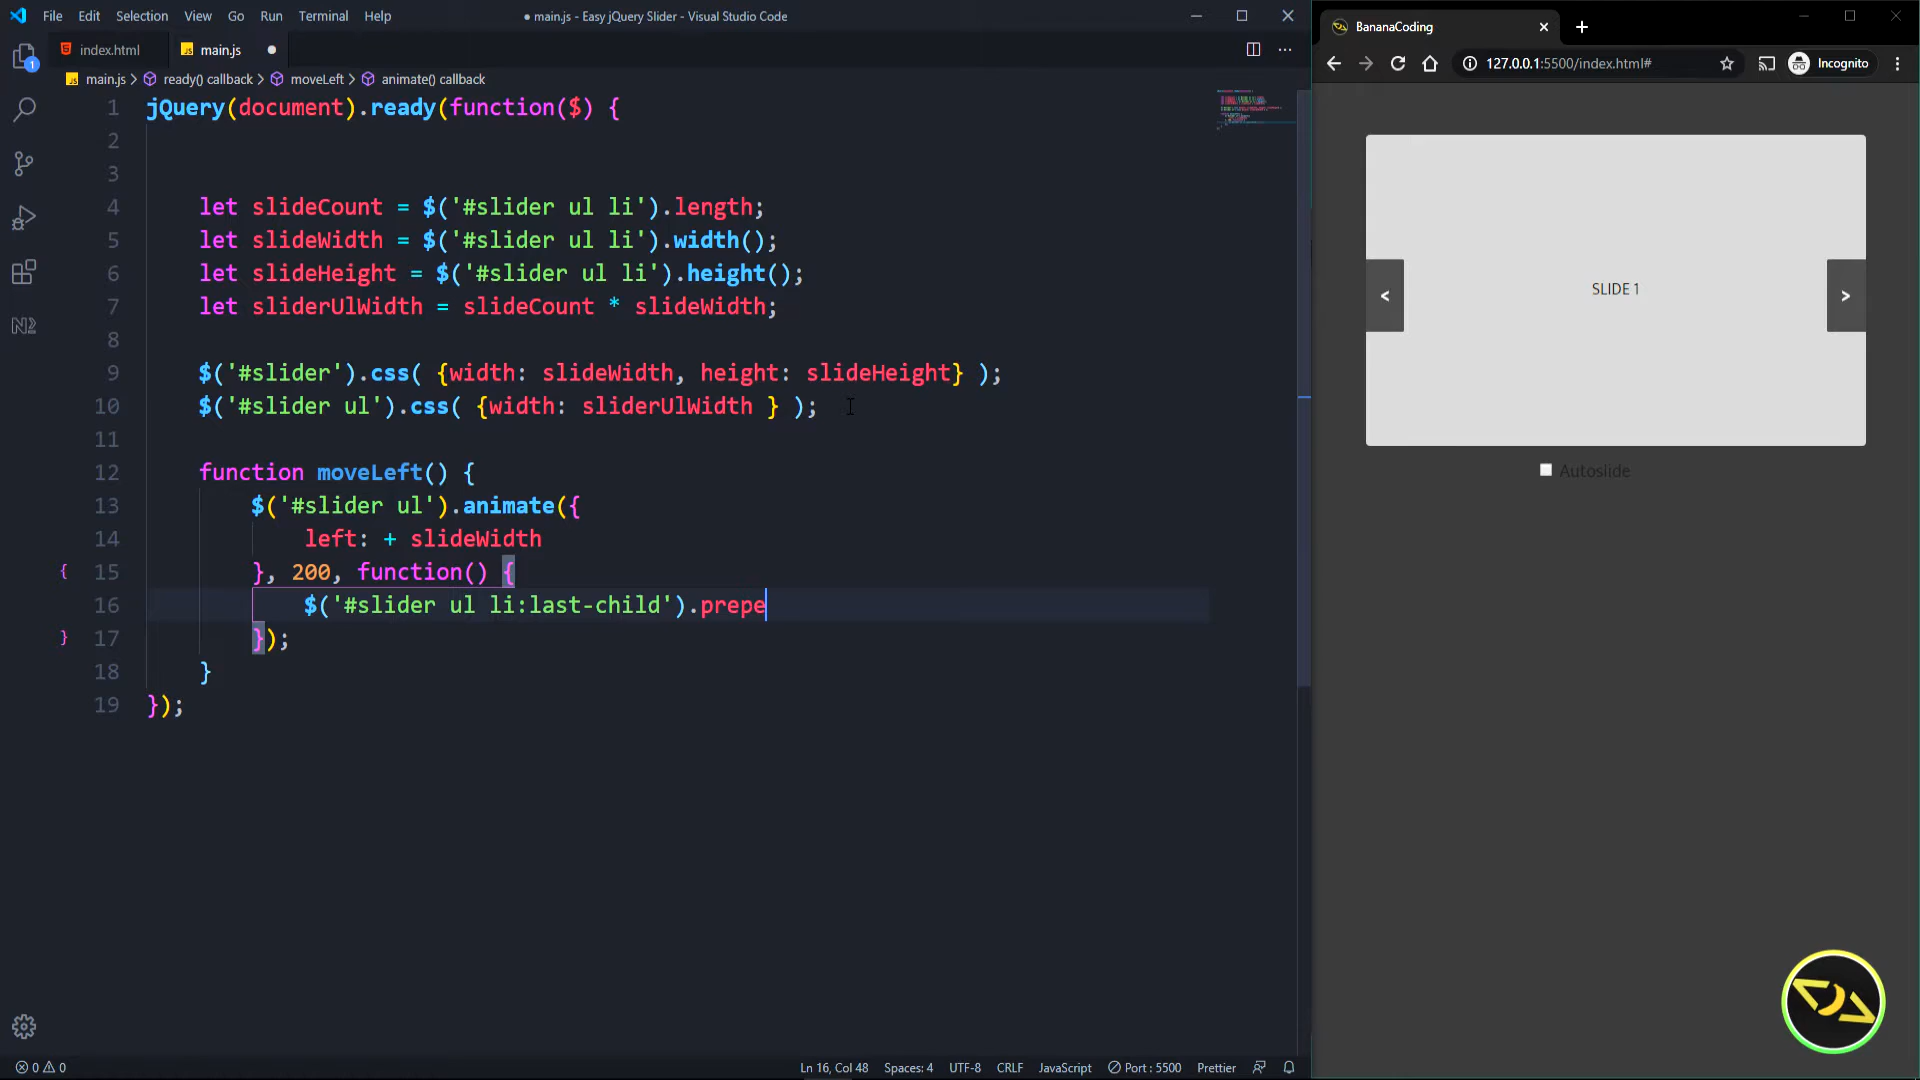 File Edit Selection View Go Run Terminal Help
● main.js - Easy jQuery Slider - Visual Studio Code
index.html
JS main.js ●
JS main.js > ready() callback > moveLeft > animate() callback
1 jQuery(document).ready(function($) {
2
3
4 let slideCount = $('#slider ul li').length;
5 let slideWidth = $('#slider ul li').width();
6 let slideHeight = $('#slider ul li').height();
7 let sliderUlWidth = slideCount * slideWidth;
8
9 $('#slider').css( {width: slideWidth, height: slideHeight} );
10 $('#slider ul').css( {width: sliderUlWidth } );
11
12 function moveLeft() {
13 $('#slider ul').animate({
14 left: + slideWidth
{ 15 }, 200, function() {
16 $('#slider ul li:last-child').prepe
} 17 });
18 }
19 });
1
N2
0 0
Ln 16, Col 48 Spaces: 4 UTF-8 CRLF JavaScript Port : 5500 Prettier
BananaCoding
127.0.0.1:5500/index.html#
Incognito
< SLIDE 1 >
Autoslide